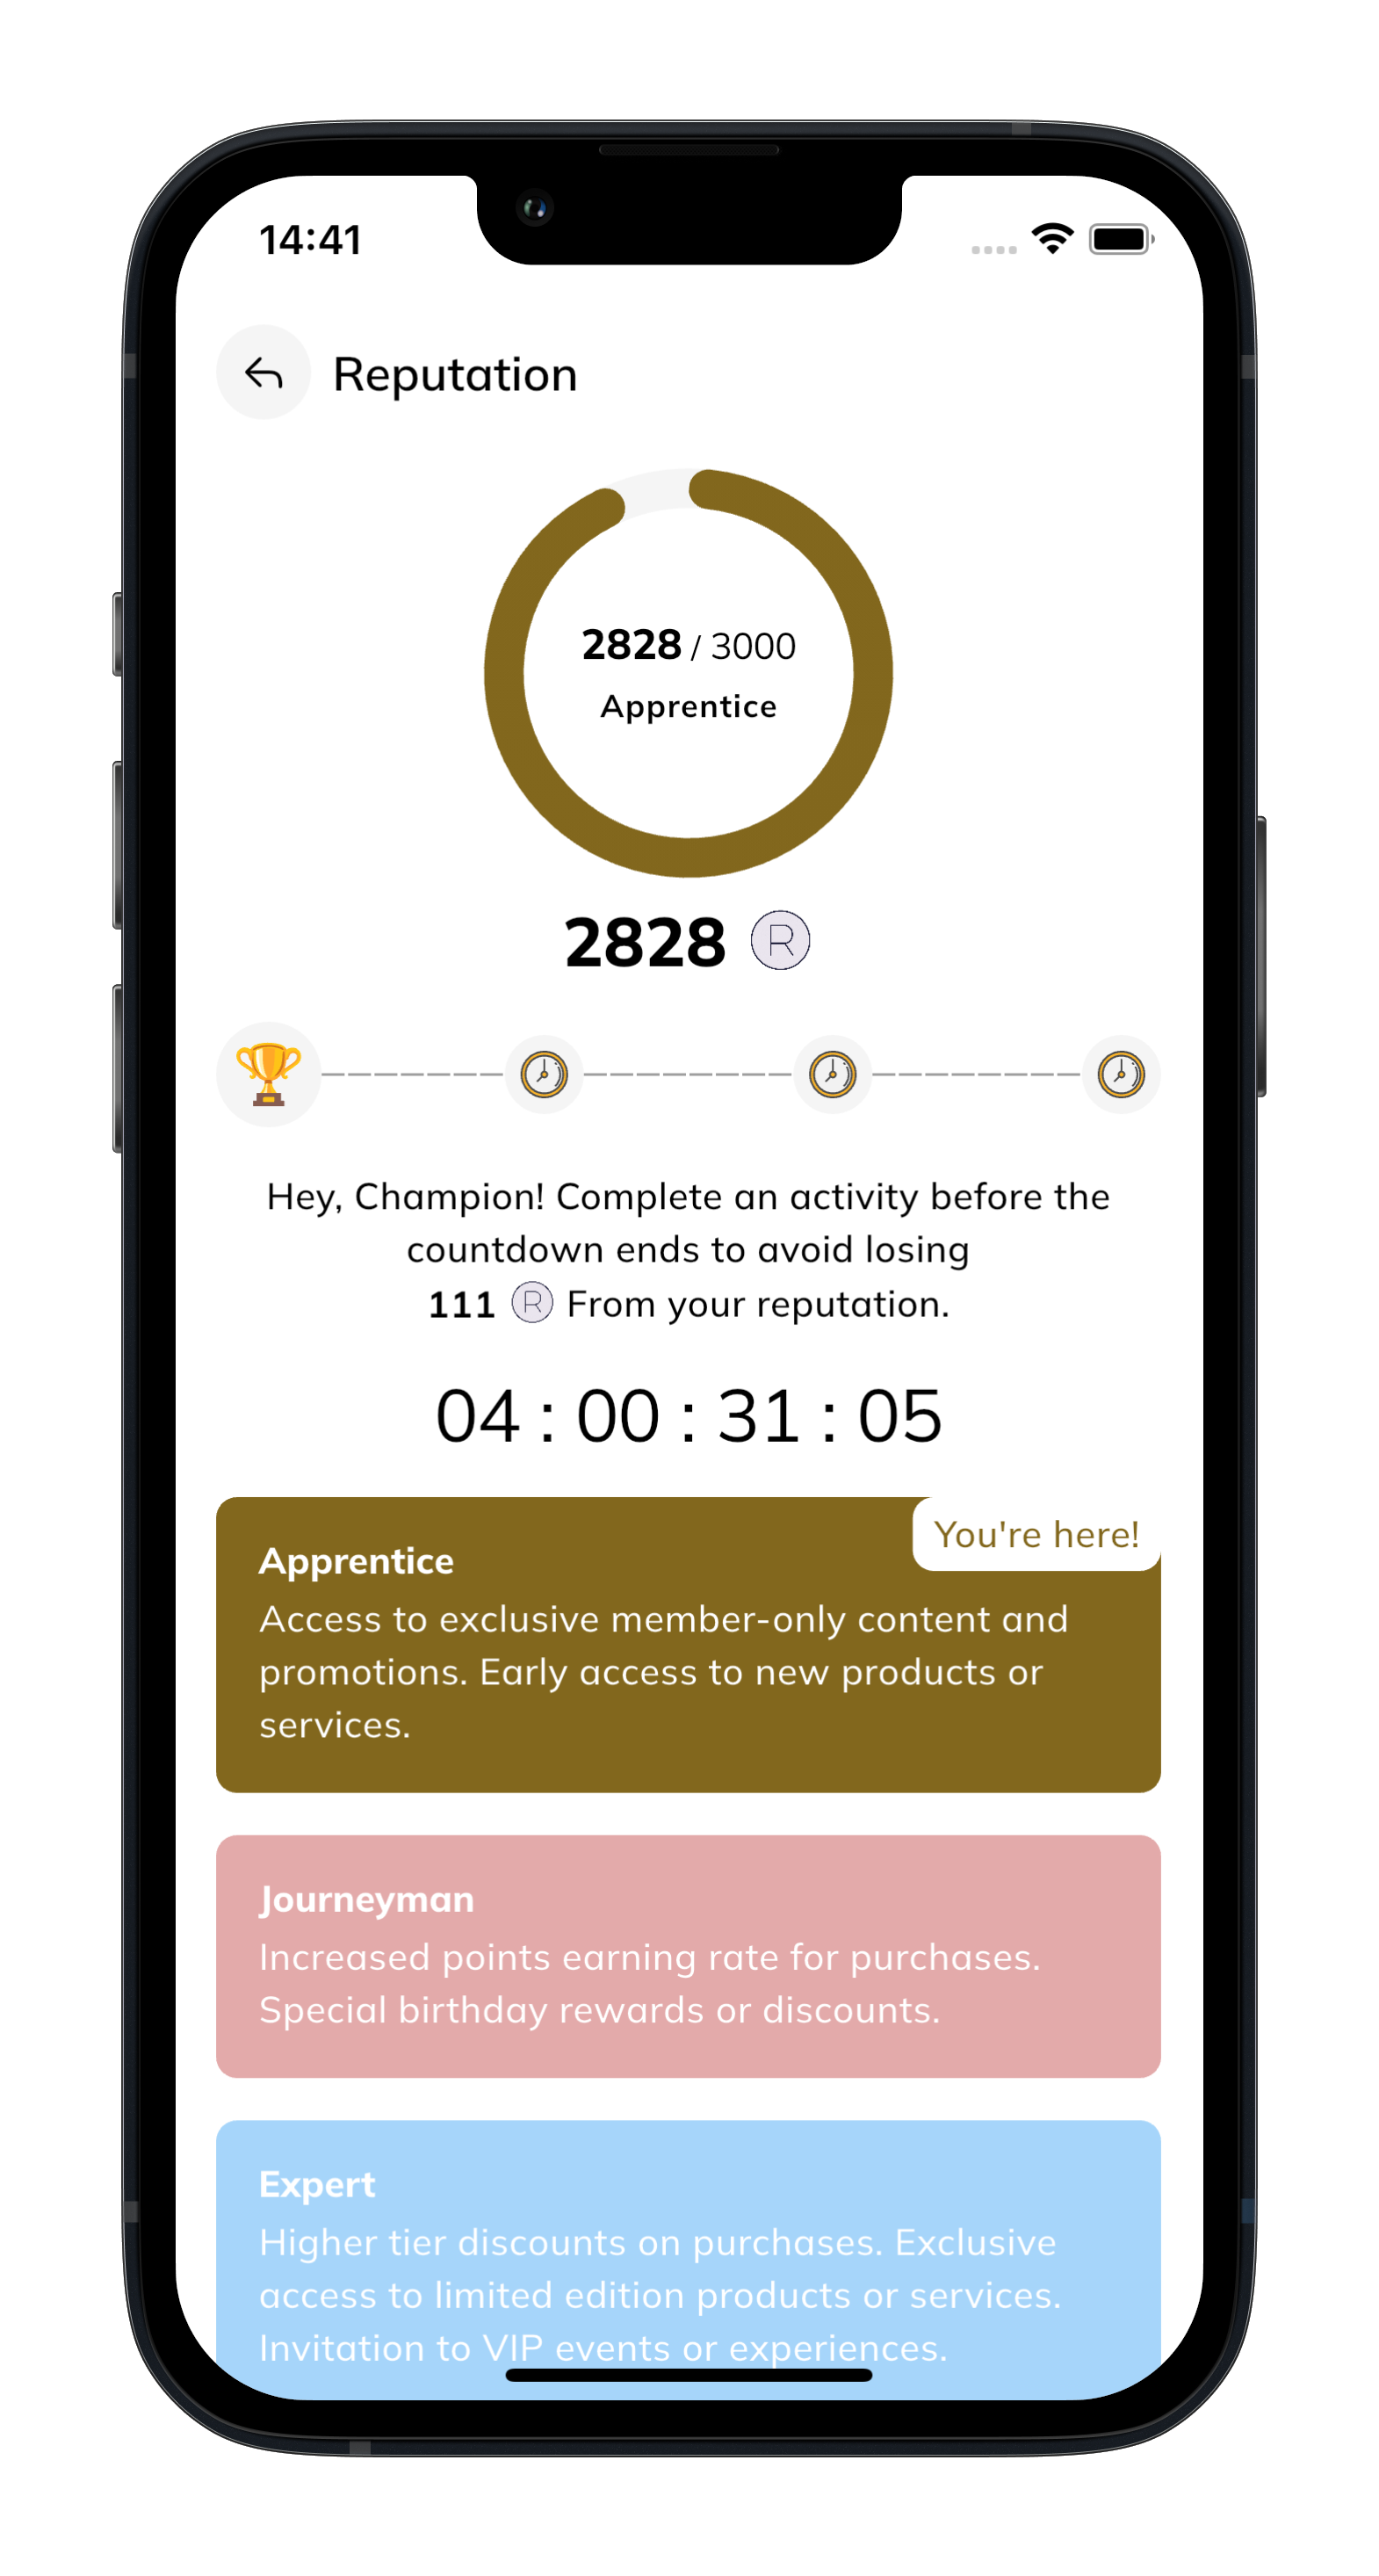 14:41
Reputation
2828 / 3000
Apprentice
2828 R
Hey, Champion! Complete an activity before the
countdown ends to avoid losing
111 R From your reputation.
04 : 00 : 31 : 05
You're here!
Apprentice
Access to exclusive member-only content and
promotions. Early access to new products or
services.
Journeyman
Increased points earning rate for purchases.
Special birthday rewards or discounts.
Expert
Higher tier discounts on purchases. Exclusive
access to limited edition products or services.
Invitation to VIP events or experiences.